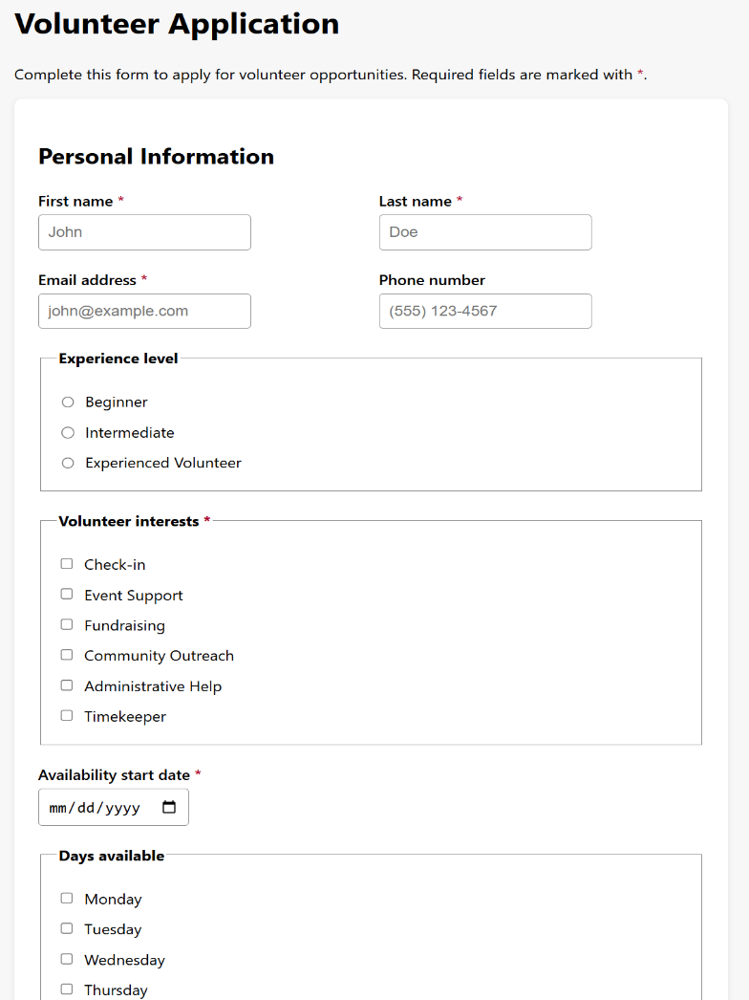 Volunteer Application
Complete this form to apply for volunteer opportunities. Required fields are marked with *.
Personal Information
First name *
John
Last name *
Doe
Email address *
john@example.com
Phone number
(555) 123-4567
Experience level
Beginner
Intermediate
Experienced Volunteer
Volunteer interests *
Check-in
Event Support
Fundraising
Community Outreach
Administrative Help
Timekeeper
Availability start date *
mm/dd/yyyy
Days available
Monday
Tuesday
Wednesday
Thursday